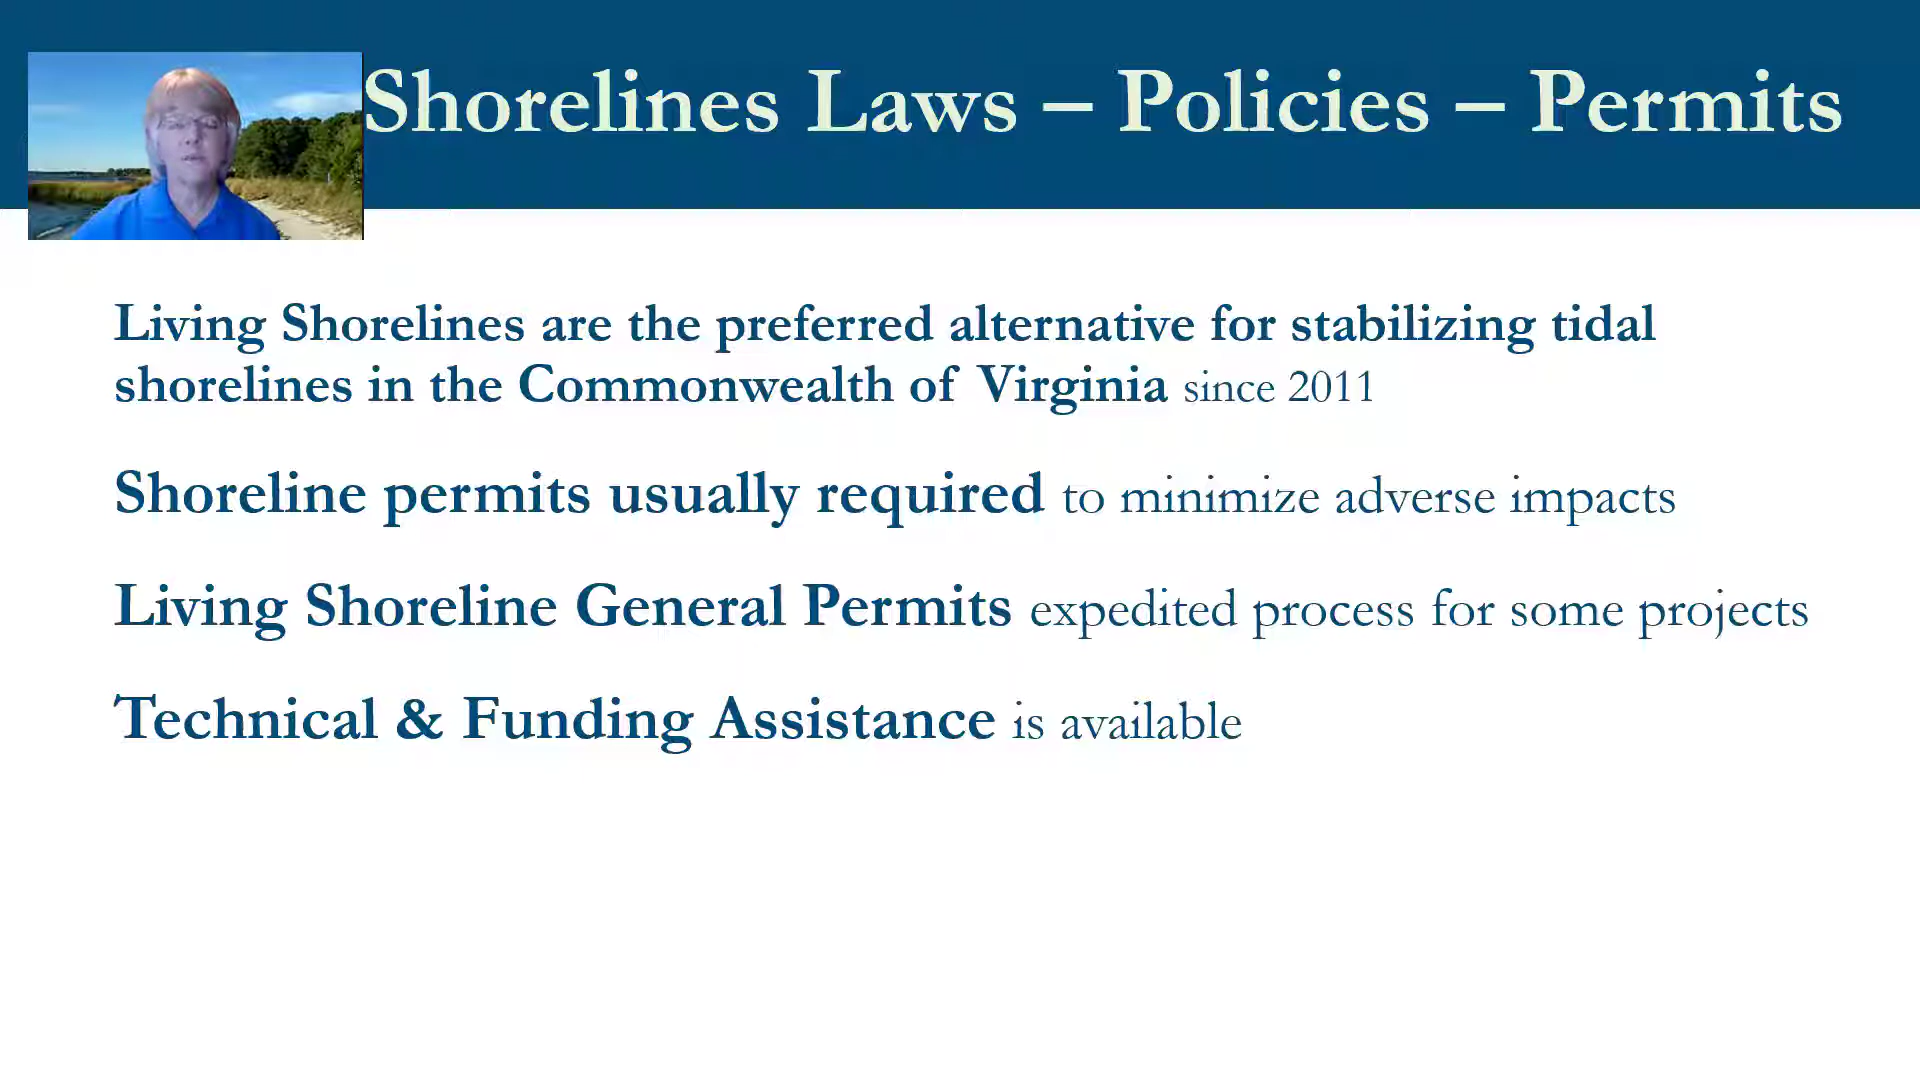 Shorelines Laws – Policies – Permits
Living Shorelines are the preferred alternative for stabilizing tidal
shorelines in the Commonwealth of Virginia since 2011
Shoreline permits usually required to minimize adverse impacts
Living Shoreline General Permits expedited process for some projects
Technical & Funding Assistance is available